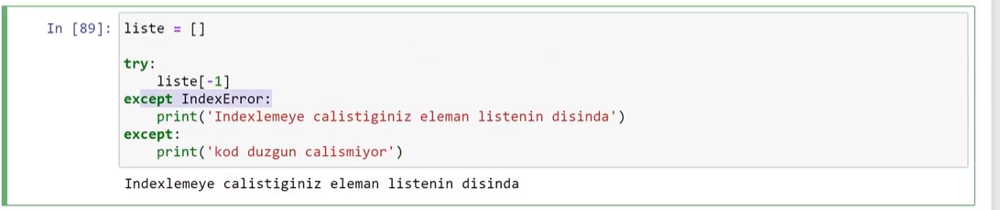 In [89]: liste = []
try:
    liste[-1]
except IndexError:
    print('Indexlemeye calistiginiz eleman listenin disinda')
except:
    print('kod duzgun calismiyor')
Indexlemeye calistiginiz eleman listenin disinda